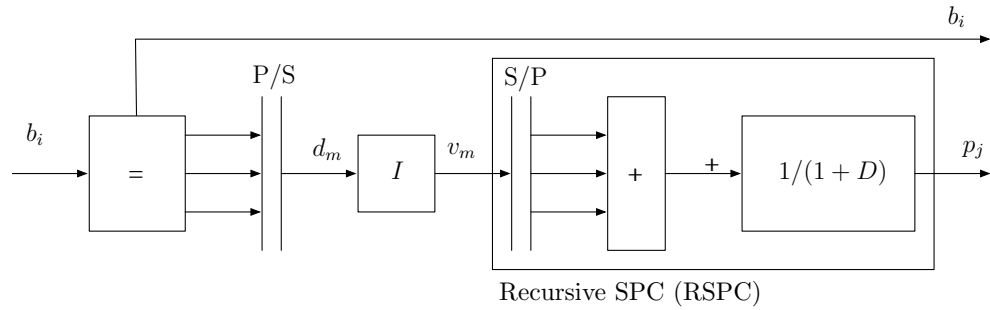 b_i
P/S
S/P
b_i
=
d_m
I
v_m
+
+
1/(1 + D)
p_j
Recursive SPC (RSPC)